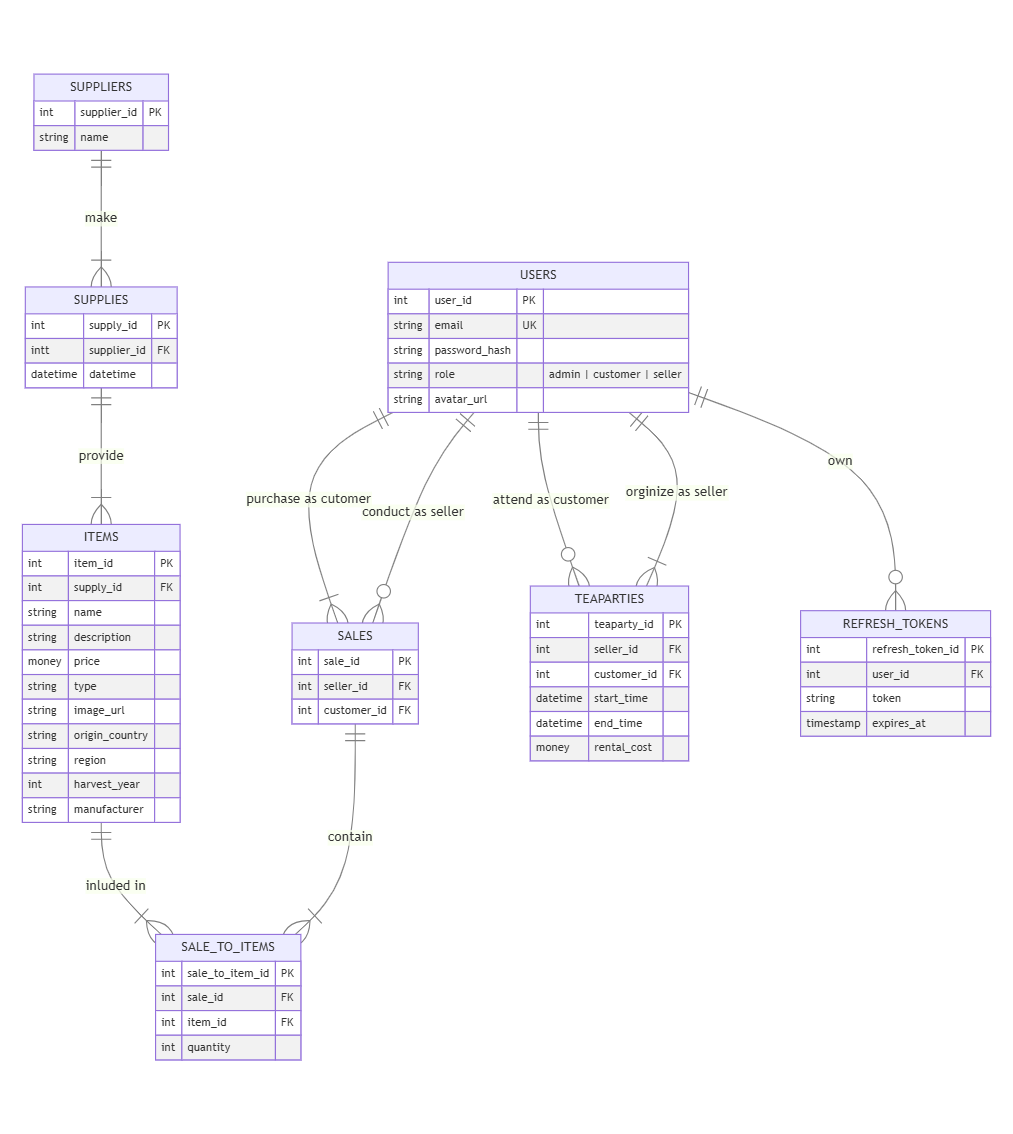 SUPPLIERS
int supplier_id PK
string name
make
SUPPLIES
int supply_id PK
intt supplier_id FK
datetime datetime
provide
ITEMS
int item_id PK
int supply_id FK
string name
string description
money price
string type
string image_url
string origin_country
string region
int harvest_year
string manufacturer
inluded in
USERS
int user_id PK
string email UK
string password_hash
string role admin | customer | seller
string avatar_url
purchase as cutomer
conduct as seller
attend as customer
orginize as seller
own
SALES
int sale_id PK
int seller_id FK
int customer_id FK
contain
TEAPARTIES
int teaparty_id PK
int seller_id FK
int customer_id FK
datetime start_time
datetime end_time
money rental_cost
REFRESH_TOKENS
int refresh_token_id PK
int user_id FK
string token
timestamp expires_at
SALE_TO_ITEMS
int sale_to_item_id PK
int sale_id FK
int item_id FK
int quantity